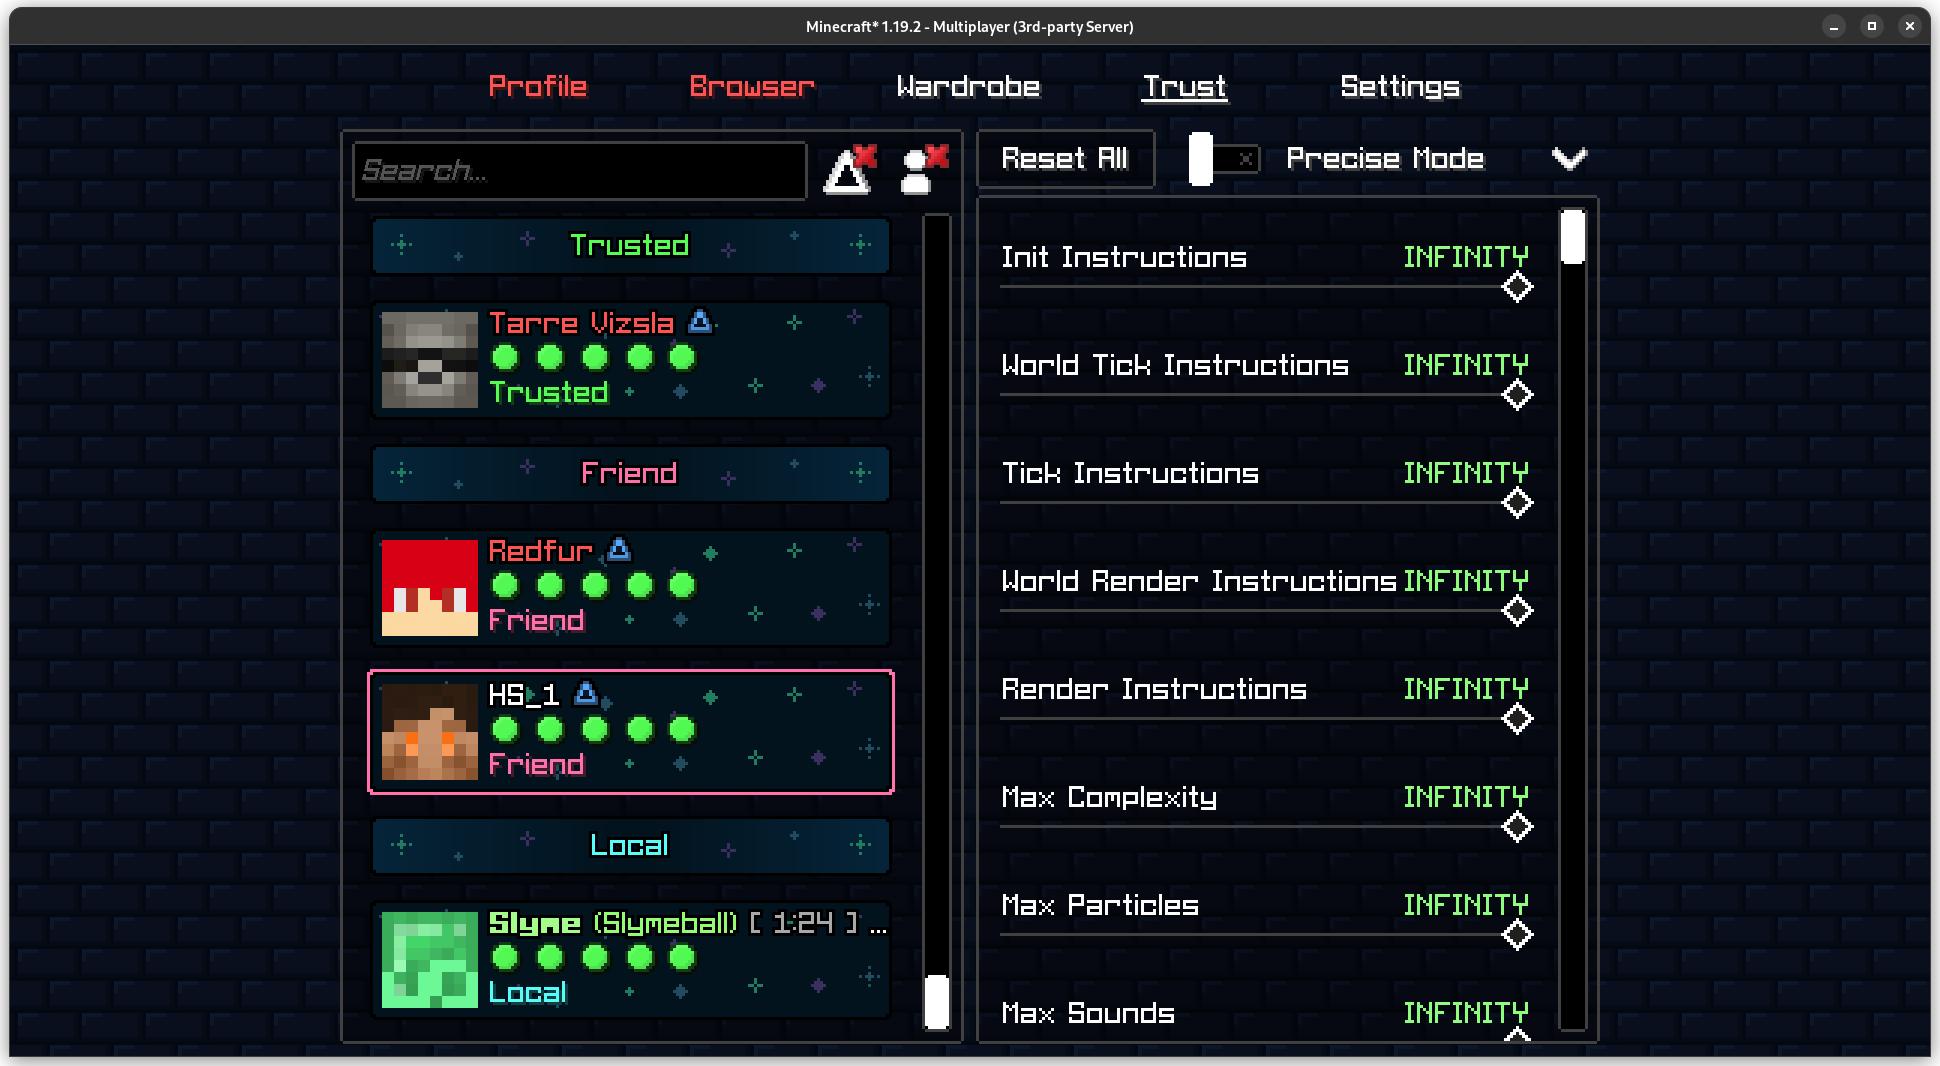 Minecraft* 1.19.2 - Multiplayer (3rd-party Server)
Profile Browser Wardrobe Trust Settings
Search...
Trusted
Tarre Vizsla
Trusted
Friend
Redfur
Friend
HS_1
Friend
Local
Slyme (Slymeball) [ 1:24 ] ...
Local
Reset All Precise Mode
Init Instructions INFINITY
World Tick Instructions INFINITY
Tick Instructions INFINITY
World Render Instructions INFINITY
Render Instructions INFINITY
Max Complexity INFINITY
Max Particles INFINITY
Max Sounds INFINITY